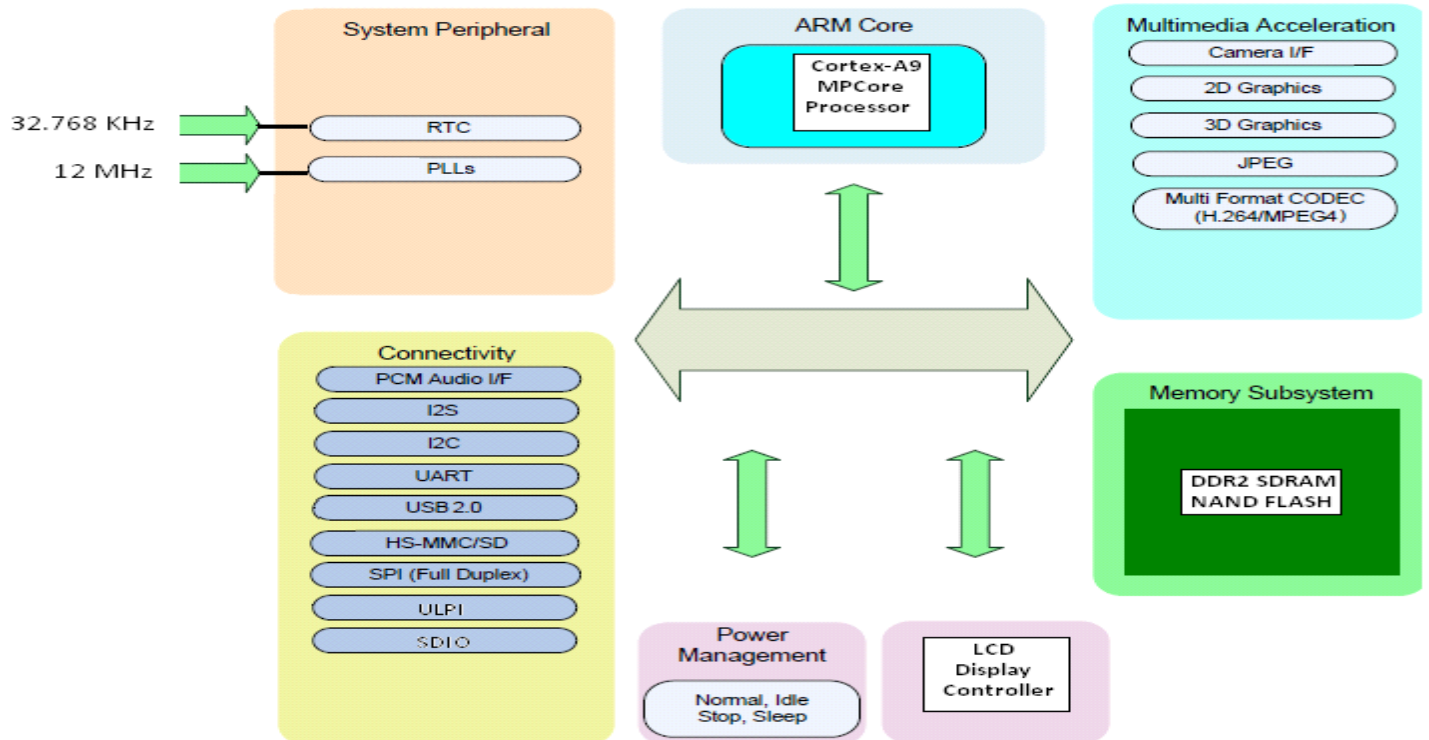 System Peripheral
32.768 KHz
RTC
12 MHz
PLLs
ARM Core
Cortex-A9
MPCore
Processor
Multimedia Acceleration
Camera I/F
2D Graphics
3D Graphics
JPEG
Multi Format CODEC
(H.264/MPEG4)
Connectivity
PCM Audio I/F
I2S
I2C
UART
USB 2.0
HS-MMC/SD
SPI (Full Duplex)
ULPI
SDIO
Memory Subsystem
DDR2 SDRAM
NAND FLASH
Power
Management
Normal, Idle
Stop, Sleep
LCD
Display
Controller